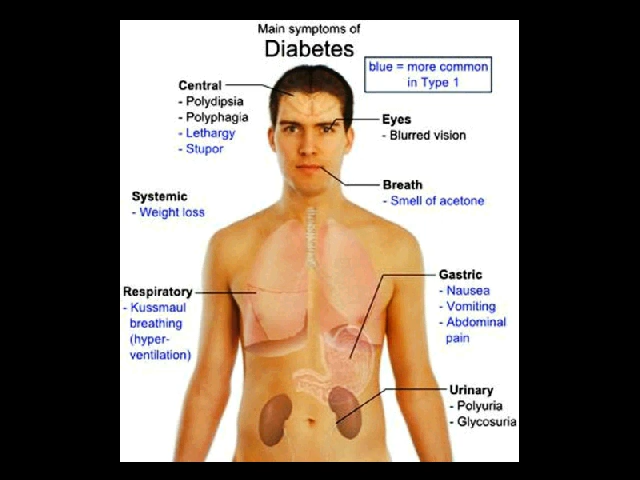 Main symptoms of
Diabetes
blue = more common
in Type 1
Central
- Polydipsia
- Polyphagia
- Lethargy
- Stupor
Eyes
- Blurred vision
Breath
- Smell of acetone
Systemic
- Weight loss
Respiratory
- Kussmaul
breathing
(hyper-
ventilation)
Gastric
- Nausea
- Vomiting
- Abdominal
pain
Urinary
- Polyuria
- Glycosuria